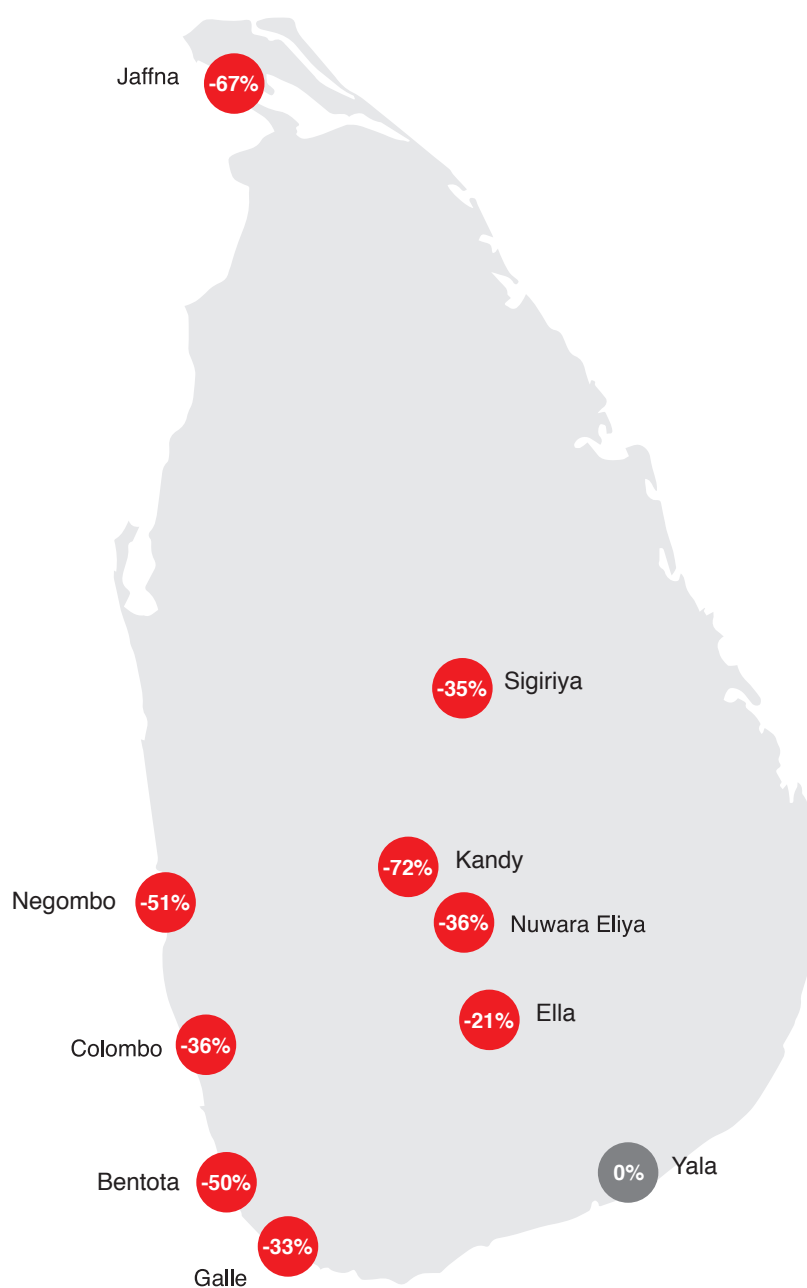 Jaffna
-67%
-35%
Sigiriya
-72%
Kandy
Negombo
-51%
-36%
Nuwara Eliya
-21%
Ella
Colombo
-36%
0%
Yala
Bentota
-50%
-33%
Galle